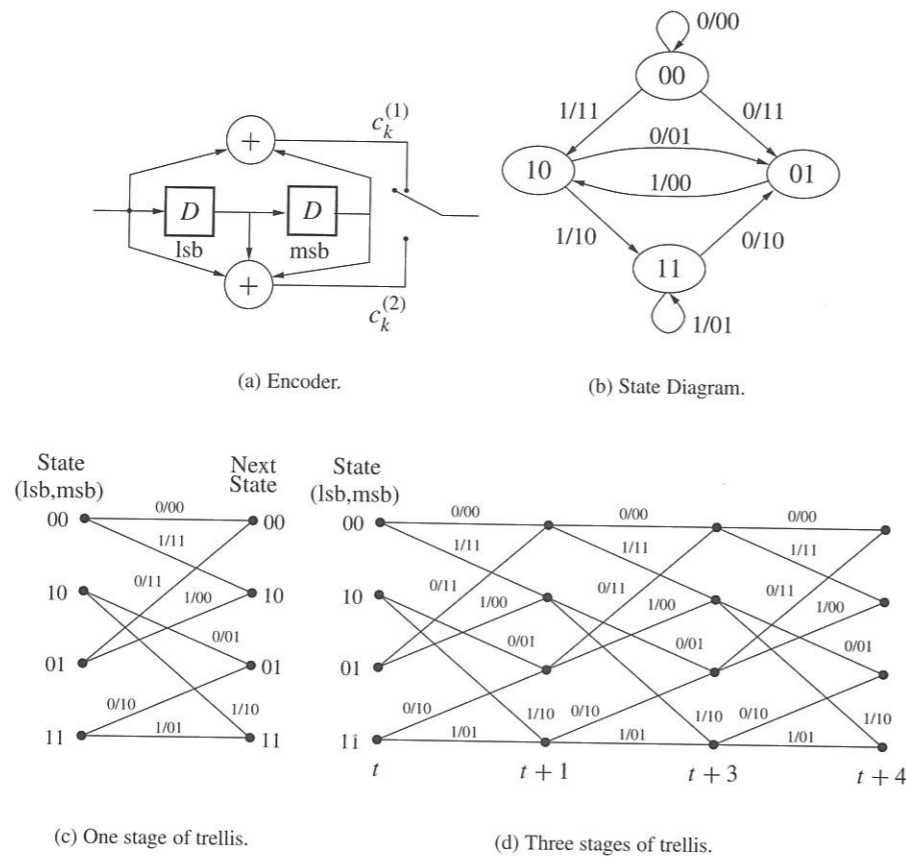 c_k^{(1)}
+
D
D
lsb
msb
+
c_k^{(2)}
(a) Encoder.
0/00
00
1/11
0/11
0/01
10
01
1/00
1/10
0/10
11
1/01
(b) State Diagram.
State
(lsb,msb)
Next
State
00
0/00
00
1/11
10
0/11
10
1/00
01
0/01
01
0/10
1/10
11
1/01
11
(c) One stage of trellis.
State
(lsb,msb)
00
0/00
0/00
0/00
1/11
1/11
1/11
10
0/11
0/11
0/11
1/00
1/00
1/00
01
0/01
0/01
0/01
0/10
1/10
0/10
1/10
0/10
1/10
11
1/01
1/01
1/01
t
t + 1
t + 3
t + 4
(d) Three stages of trellis.